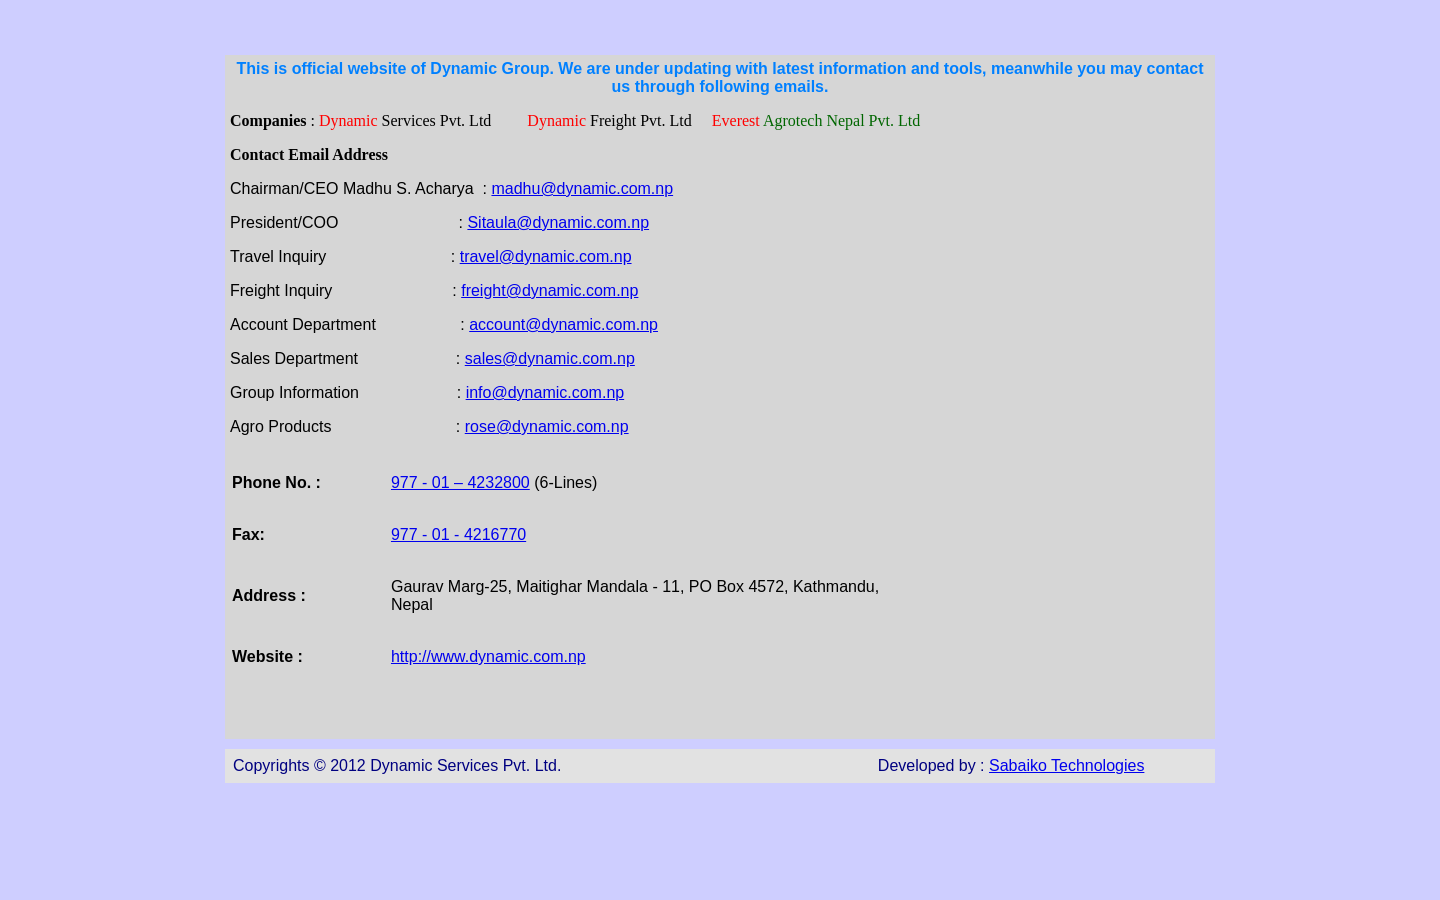 This is official website of Dynamic Group. We are under updating with latest information and tools, meanwhile you may contact
us through following emails.
Companies : Dynamic Services Pvt. Ltd Dynamic Freight Pvt. Ltd Everest Agrotech Nepal Pvt. Ltd
Contact Email Address
Chairman/CEO Madhu S. Acharya : madhu@dynamic.com.np
President/COO : Sitaula@dynamic.com.np
Travel Inquiry : travel@dynamic.com.np
Freight Inquiry : freight@dynamic.com.np
Account Department : account@dynamic.com.np
Sales Department : sales@dynamic.com.np
Group Information : info@dynamic.com.np
Agro Products : rose@dynamic.com.np
Phone No. : 977 - 01 – 4232800 (6-Lines)
Fax: 977 - 01 - 4216770
Address : Gaurav Marg-25, Maitighar Mandala - 11, PO Box 4572, Kathmandu,
Nepal
Website : http://www.dynamic.com.np
Copyrights © 2012 Dynamic Services Pvt. Ltd. Developed by : Sabaiko Technologies